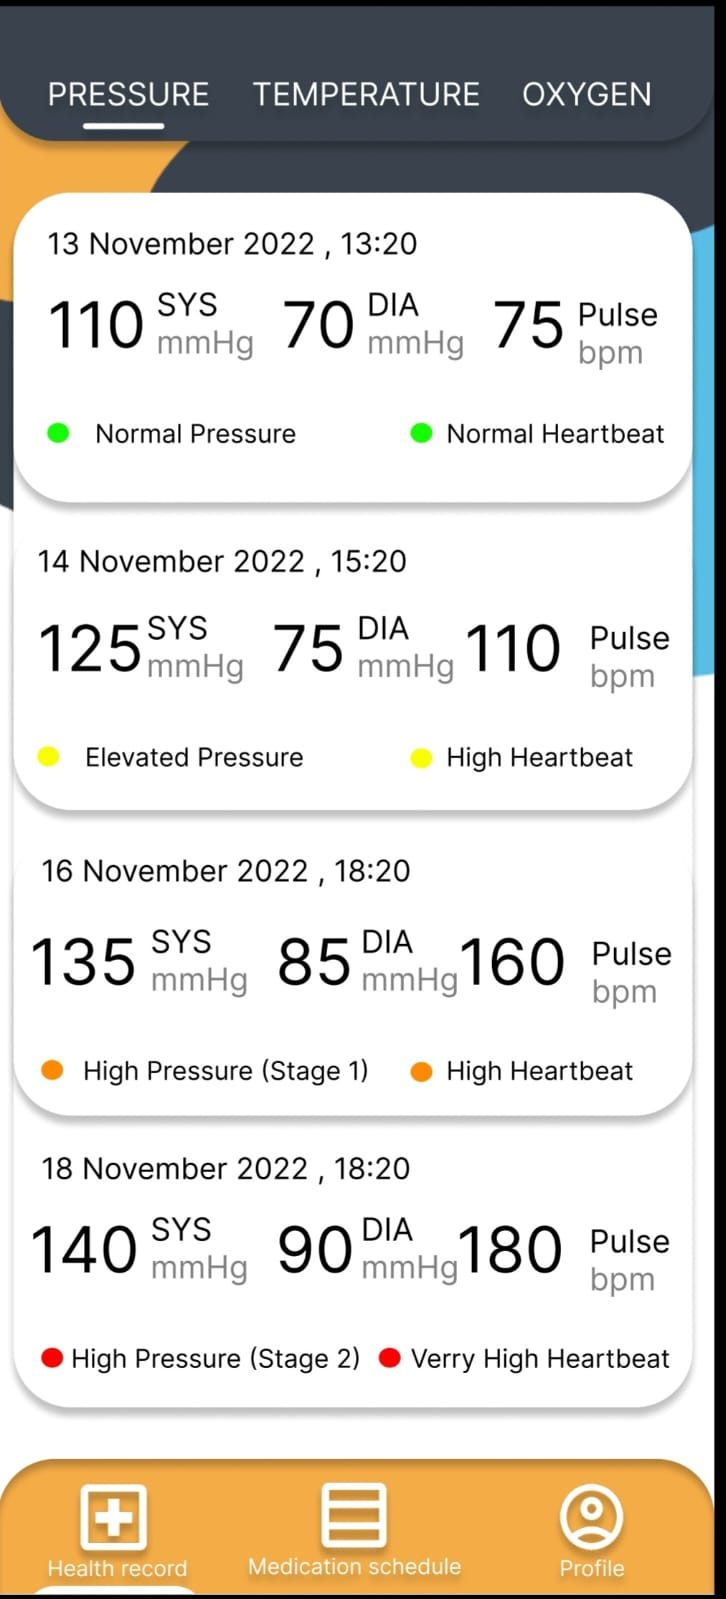 PRESSURE TEMPERATURE OXYGEN
13 November 2022 , 13:20
110 SYS mmHg 70 DIA mmHg 75 Pulse bpm
Normal Pressure Normal Heartbeat
14 November 2022 , 15:20
125 SYS mmHg 75 DIA mmHg 110 Pulse bpm
Elevated Pressure High Heartbeat
16 November 2022 , 18:20
135 SYS mmHg 85 DIA mmHg 160 Pulse bpm
High Pressure (Stage 1) High Heartbeat
18 November 2022 , 18:20
140 SYS mmHg 90 DIA mmHg 180 Pulse bpm
High Pressure (Stage 2) Verry High Heartbeat
Health record Medication schedule Profile